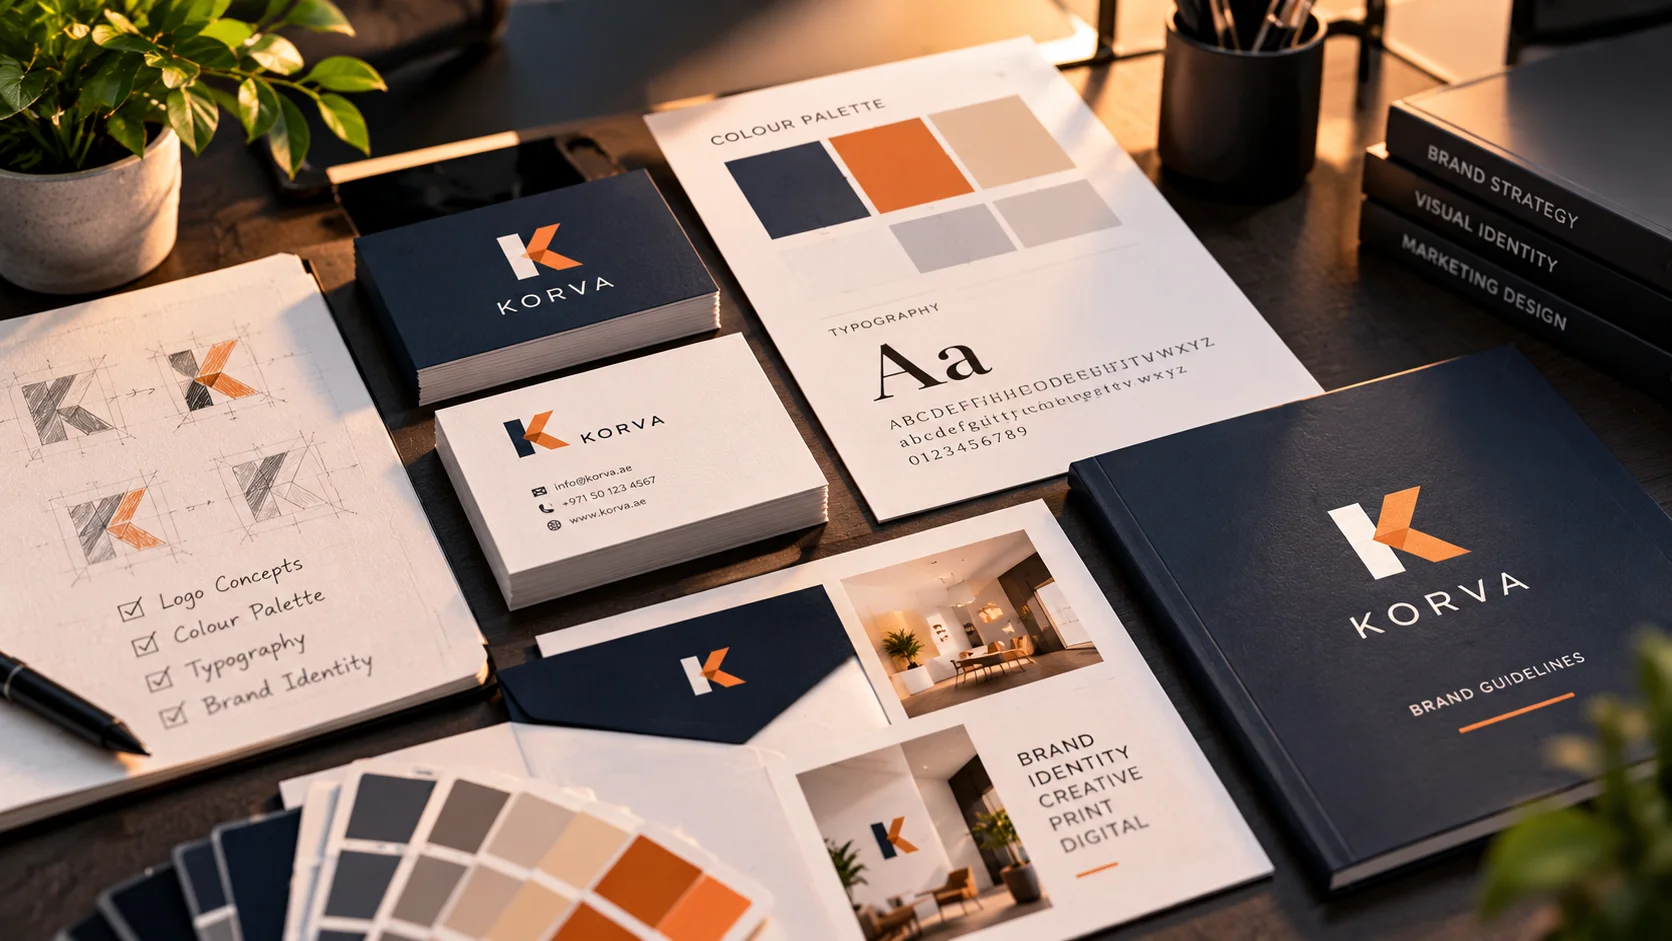 Logo Concepts
Colour Palette
Typography
Brand Identity
KORVA
KORVA
info@korva.ae
+971 50 123 4567
www.korva.ae
COLOUR PALETTE
TYPOGRAPHY
Aa
0123456789
BRAND STRATEGY
VISUAL IDENTITY
MARKETING DESIGN
KORVA
BRAND GUIDELINES
BRAND
IDENTITY
CREATIVE
PRINT
DIGITAL